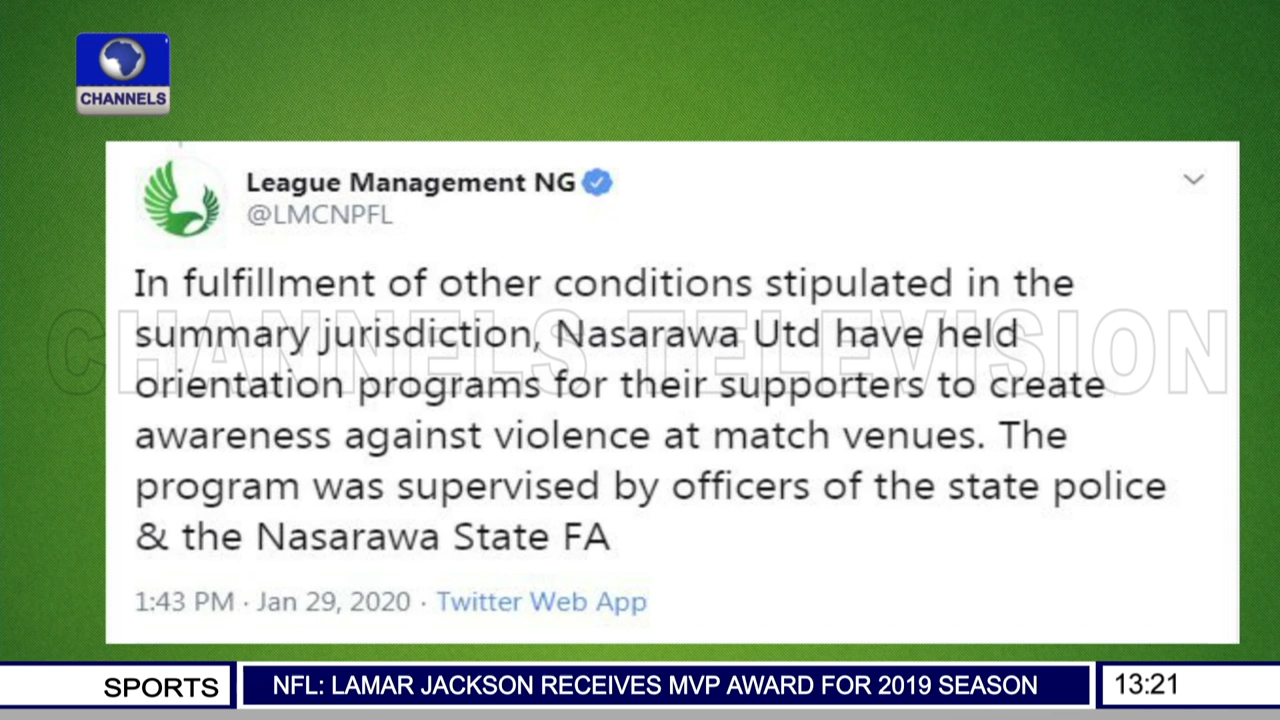 CHANNELS
League Management NG
@LMCNPFL
In fulfillment of other conditions stipulated in the
summary jurisdiction, Nasarawa Utd have held
orientation programs for their supporters to create
awareness against violence at match venues. The
program was supervised by officers of the state police
& the Nasarawa State FA
1:43 PM · Jan 29, 2020 · Twitter Web App
CHANNELS TELEVISION
SPORTS
NFL: LAMAR JACKSON RECEIVES MVP AWARD FOR 2019 SEASON
13:21